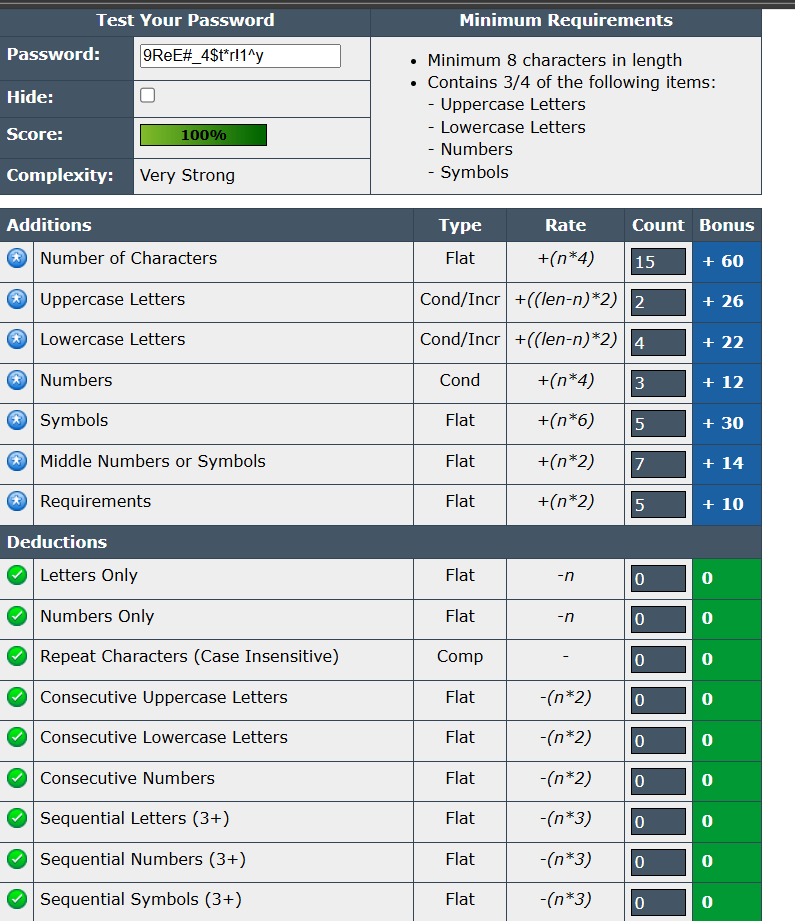 Test Your Password
Minimum Requirements
Password: 9ReE#_4$t*r!1^y
• Minimum 8 characters in length
• Contains 3/4 of the following items:
- Uppercase Letters
- Lowercase Letters
- Numbers
- Symbols
Hide:
Score: 100%
Complexity: Very Strong
Additions Type Rate Count Bonus
Number of Characters Flat +(n*4) 15 + 60
Uppercase Letters Cond/Incr +((len-n)*2) 2 + 26
Lowercase Letters Cond/Incr +((len-n)*2) 4 + 22
Numbers Cond +(n*4) 3 + 12
Symbols Flat +(n*6) 5 + 30
Middle Numbers or Symbols Flat +(n*2) 7 + 14
Requirements Flat +(n*2) 5 + 10
Deductions
Letters Only Flat -n 0 0
Numbers Only Flat -n 0 0
Repeat Characters (Case Insensitive) Comp - 0 0
Consecutive Uppercase Letters Flat -(n*2) 0 0
Consecutive Lowercase Letters Flat -(n*2) 0 0
Consecutive Numbers Flat -(n*2) 0 0
Sequential Letters (3+) Flat -(n*3) 0 0
Sequential Numbers (3+) Flat -(n*3) 0 0
Sequential Symbols (3+) Flat -(n*3) 0 0